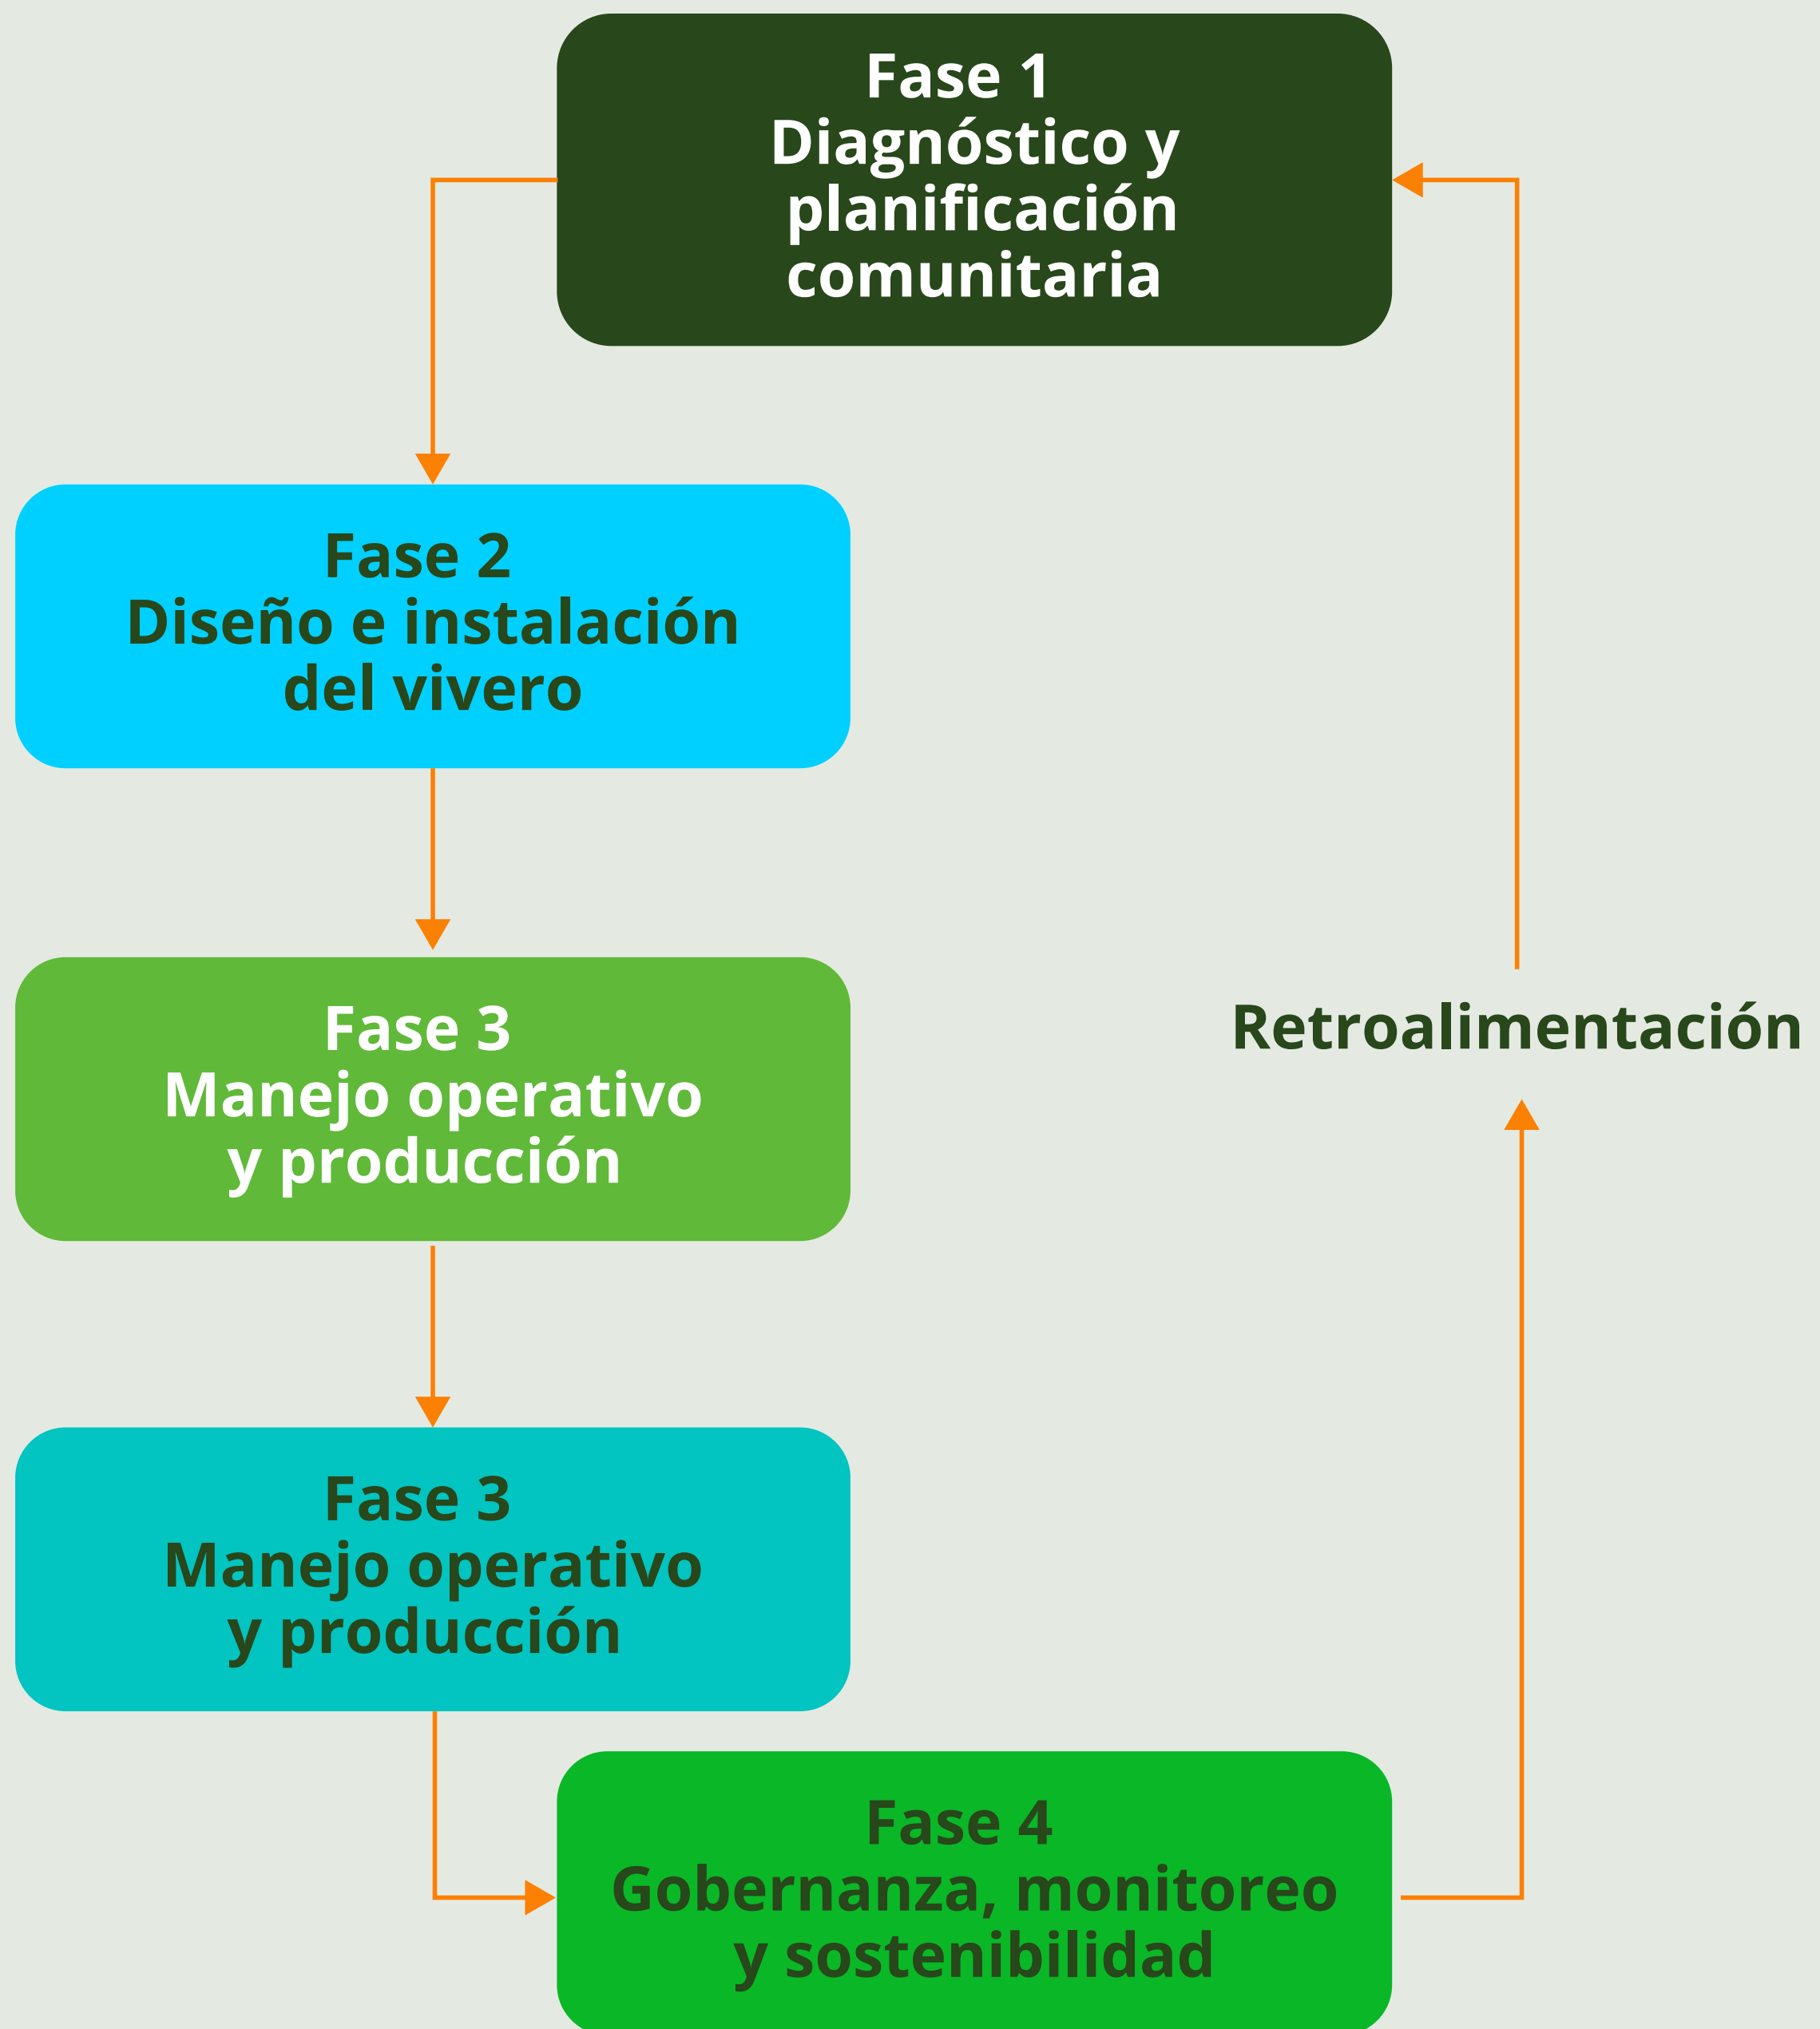 Fase 1
Diagnóstico y
planificación
comunitaria
Fase 2
Diseño e instalación
del vivero
Fase 3
Manejo operativo
y producción
Retroalimentación
Fase 3
Manejo operativo
y producción
Fase 4
Gobernanza, monitoreo
y sostenibilidad